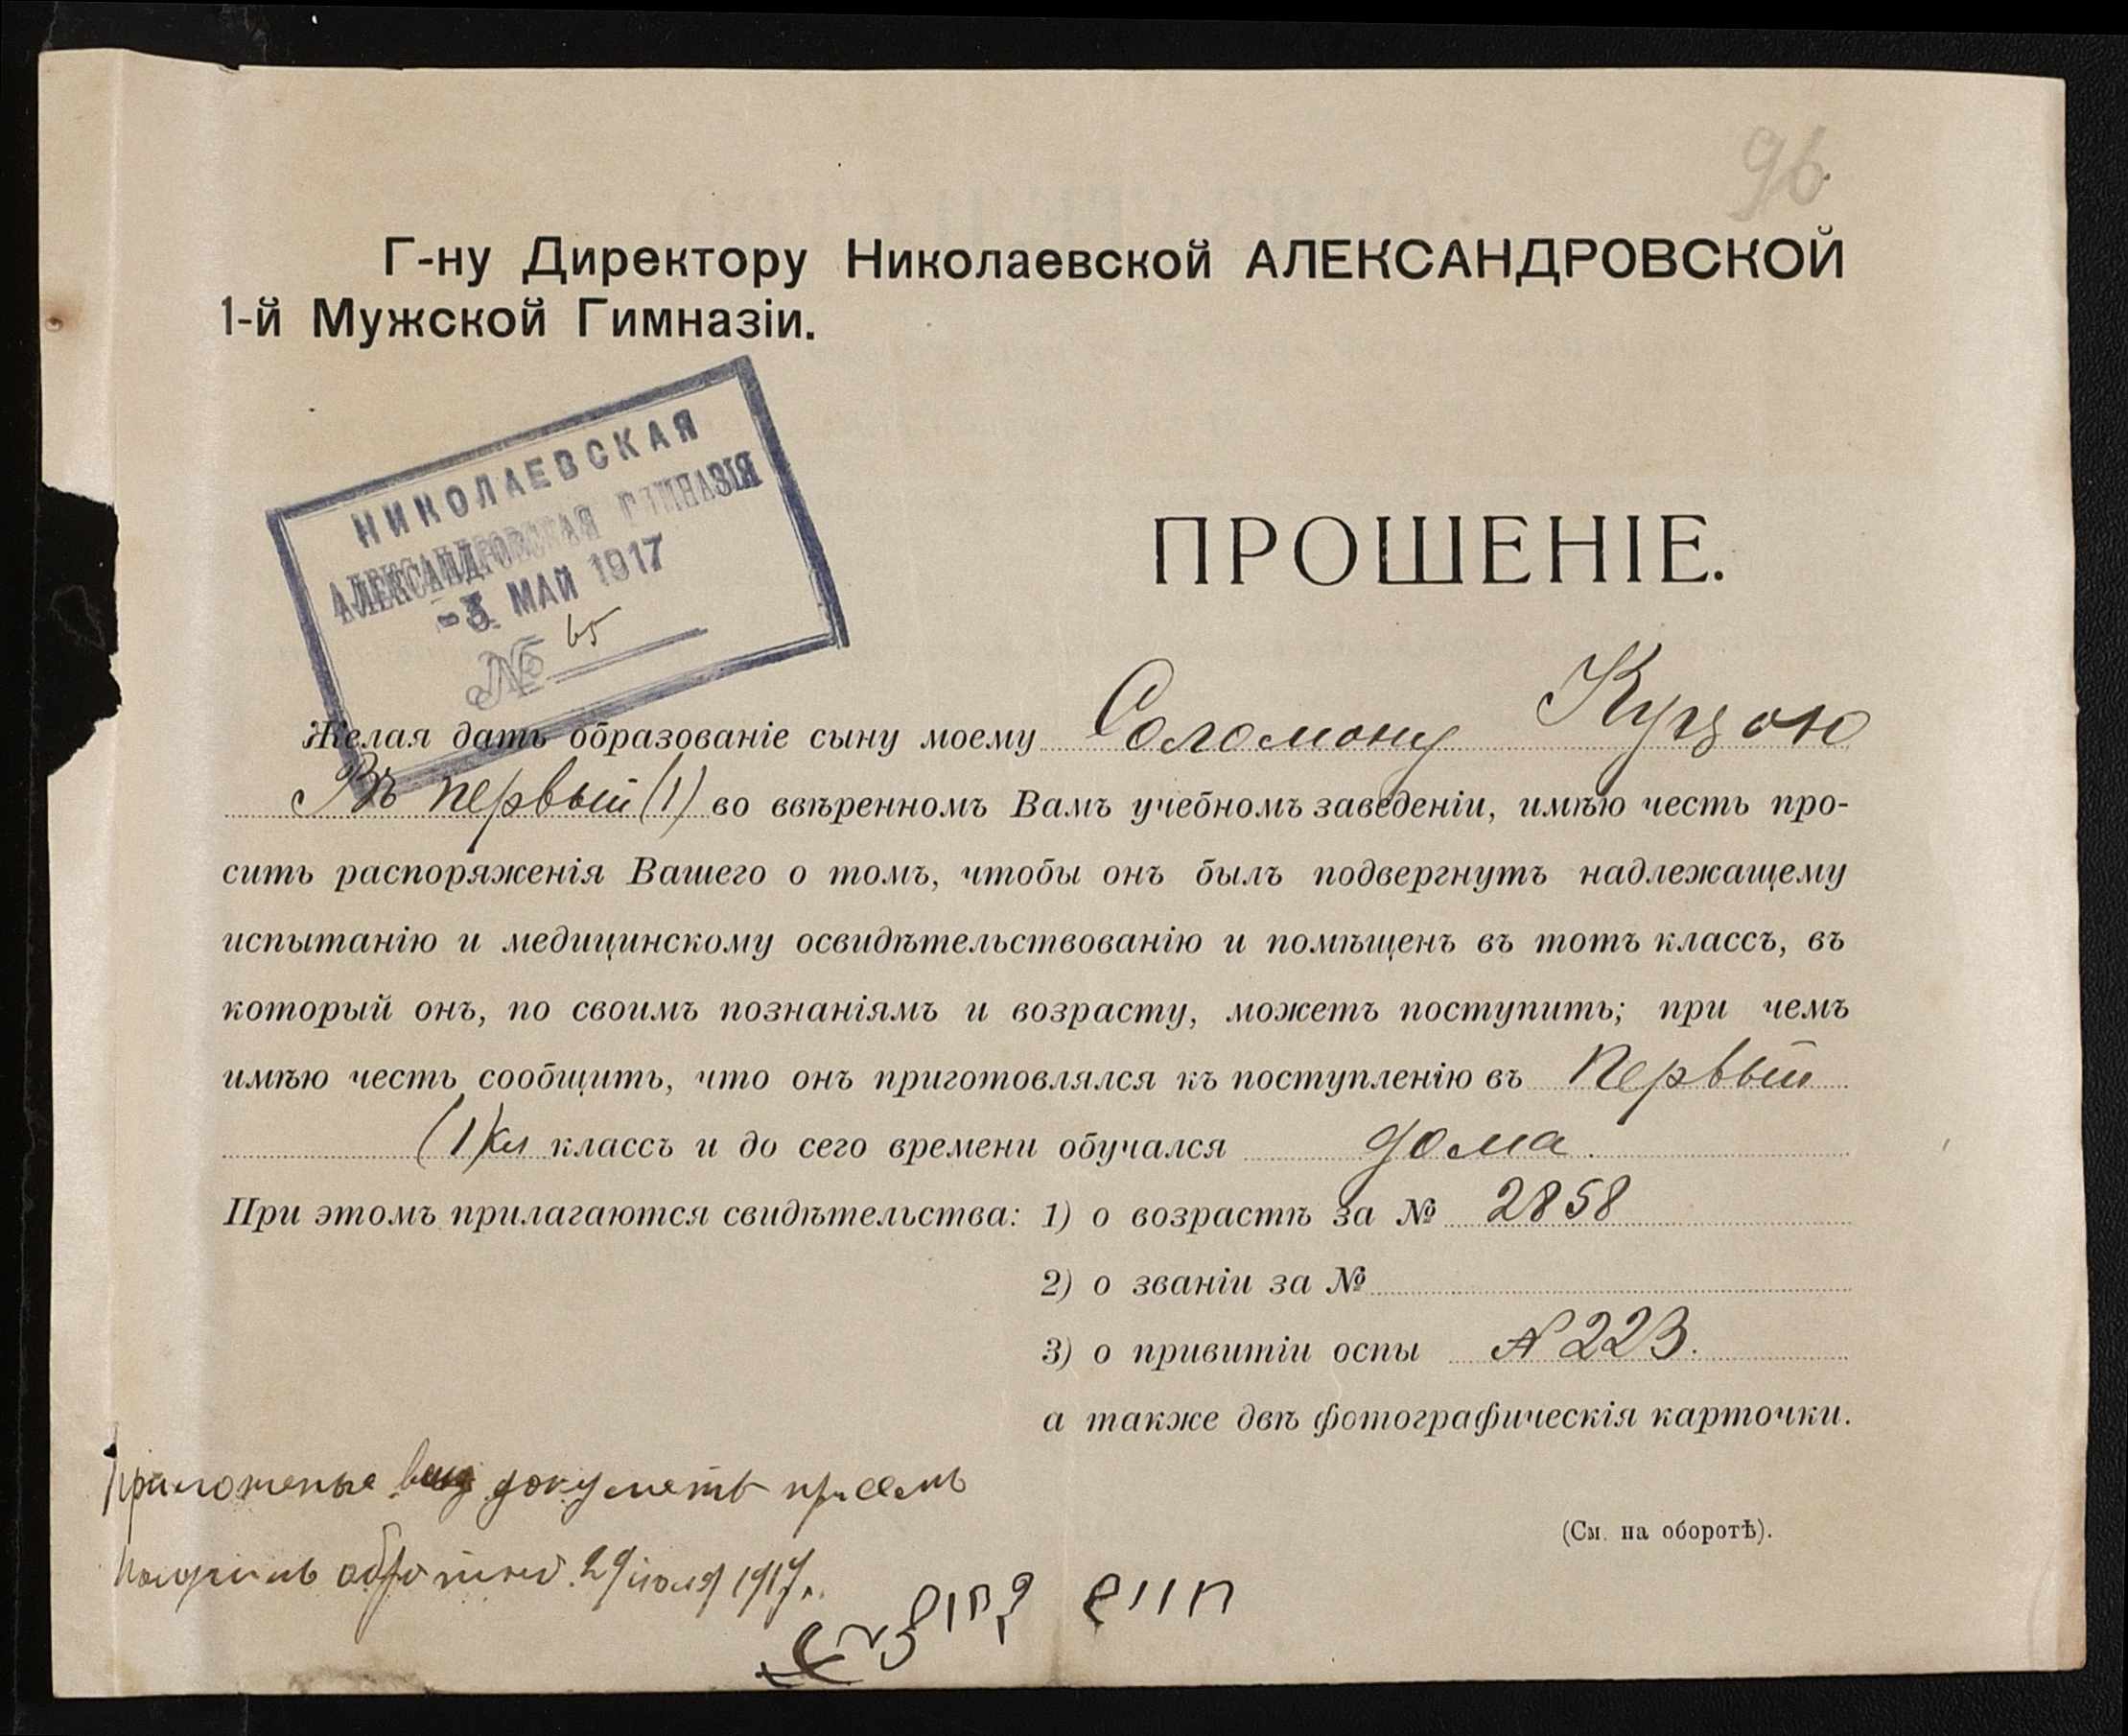 96
Г-ну Директору Николаевской АЛЕКСАНДРОВСКОЙ
1-й Мужской Гимназіи.
НИКОЛАЕВСКАЯ
АЛЕКСАНДРОВСКАЯ ГИМНАЗІЯ
МАЙ 1917
№ 65
ПРОШЕНІЕ.
Желая дать образованіе сыну моему Соломону
Въ первый (1) во ввѣренномъ Вамъ учебномъ заведеніи, имѣю честь про-
сить распоряженія Вашего о томъ, чтобы онъ былъ подвергнутъ надлежащему
испытанію и медицинскому освидѣтельствованію и помѣщенъ въ тотъ классъ, въ
который онъ, по своимъ познаніямъ и возрасту, можетъ поступить; при чемъ
имѣю честь сообщить, что онъ приготовлялся къ поступленію въ первый
(1) кл классъ и до сего времени обучался дома.
При этомъ прилагаются свидѣтельства: 1) о возрастѣ за № 2858
2) о званіи за №
3) о привитіи оспы № 223.
а также двѣ фотографическія карточки.
(См. на оборотѣ).
обратно. 29 іюля 1917 г.
חיים